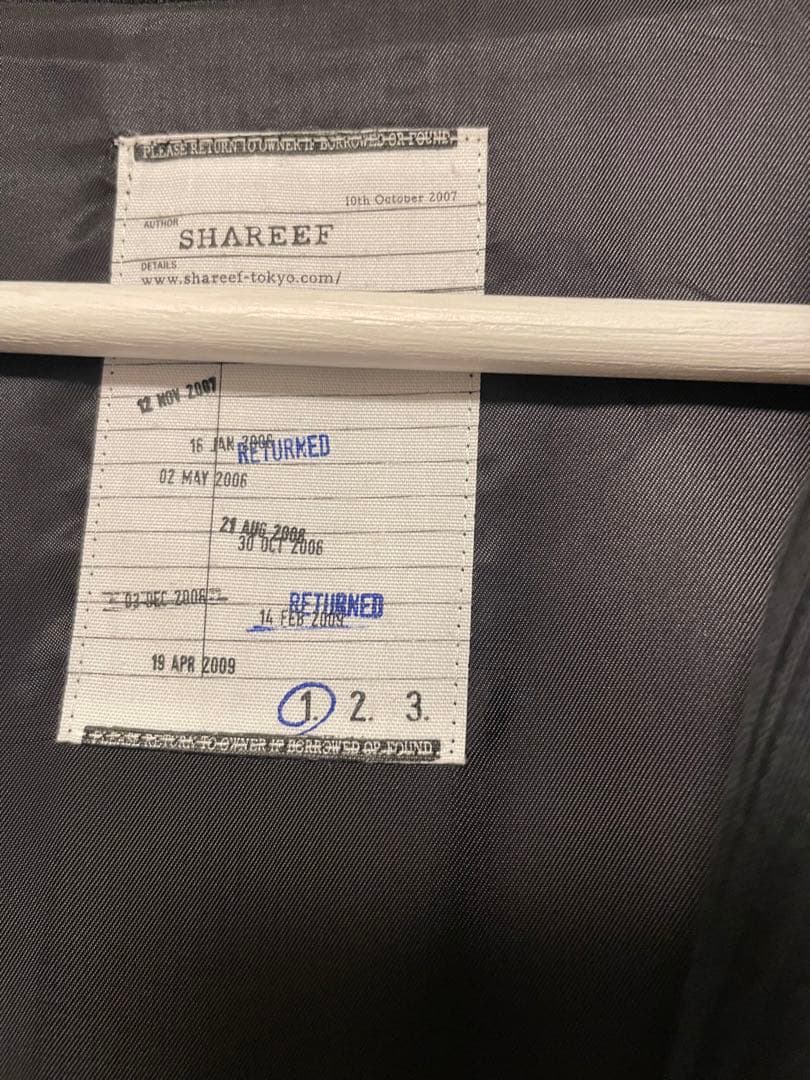 PLEASE RETURN TO OWNER IF BORROWED OR FOUND.
10th October 2007
AUTHOR
SHAREEF
DETAILS
www.shareef-tokyo.com/
12 NOV 2007
16 JAN 2006
RETURNED
02 MAY 2006
21 AUG 2008
30 OCT 2006
03 DEC 2006
RETURNED
14 FEB 2009
19 APR 2009
1. 2. 3.
PLEASE RETURN TO OWNER IF BORROWED OR FOUND.